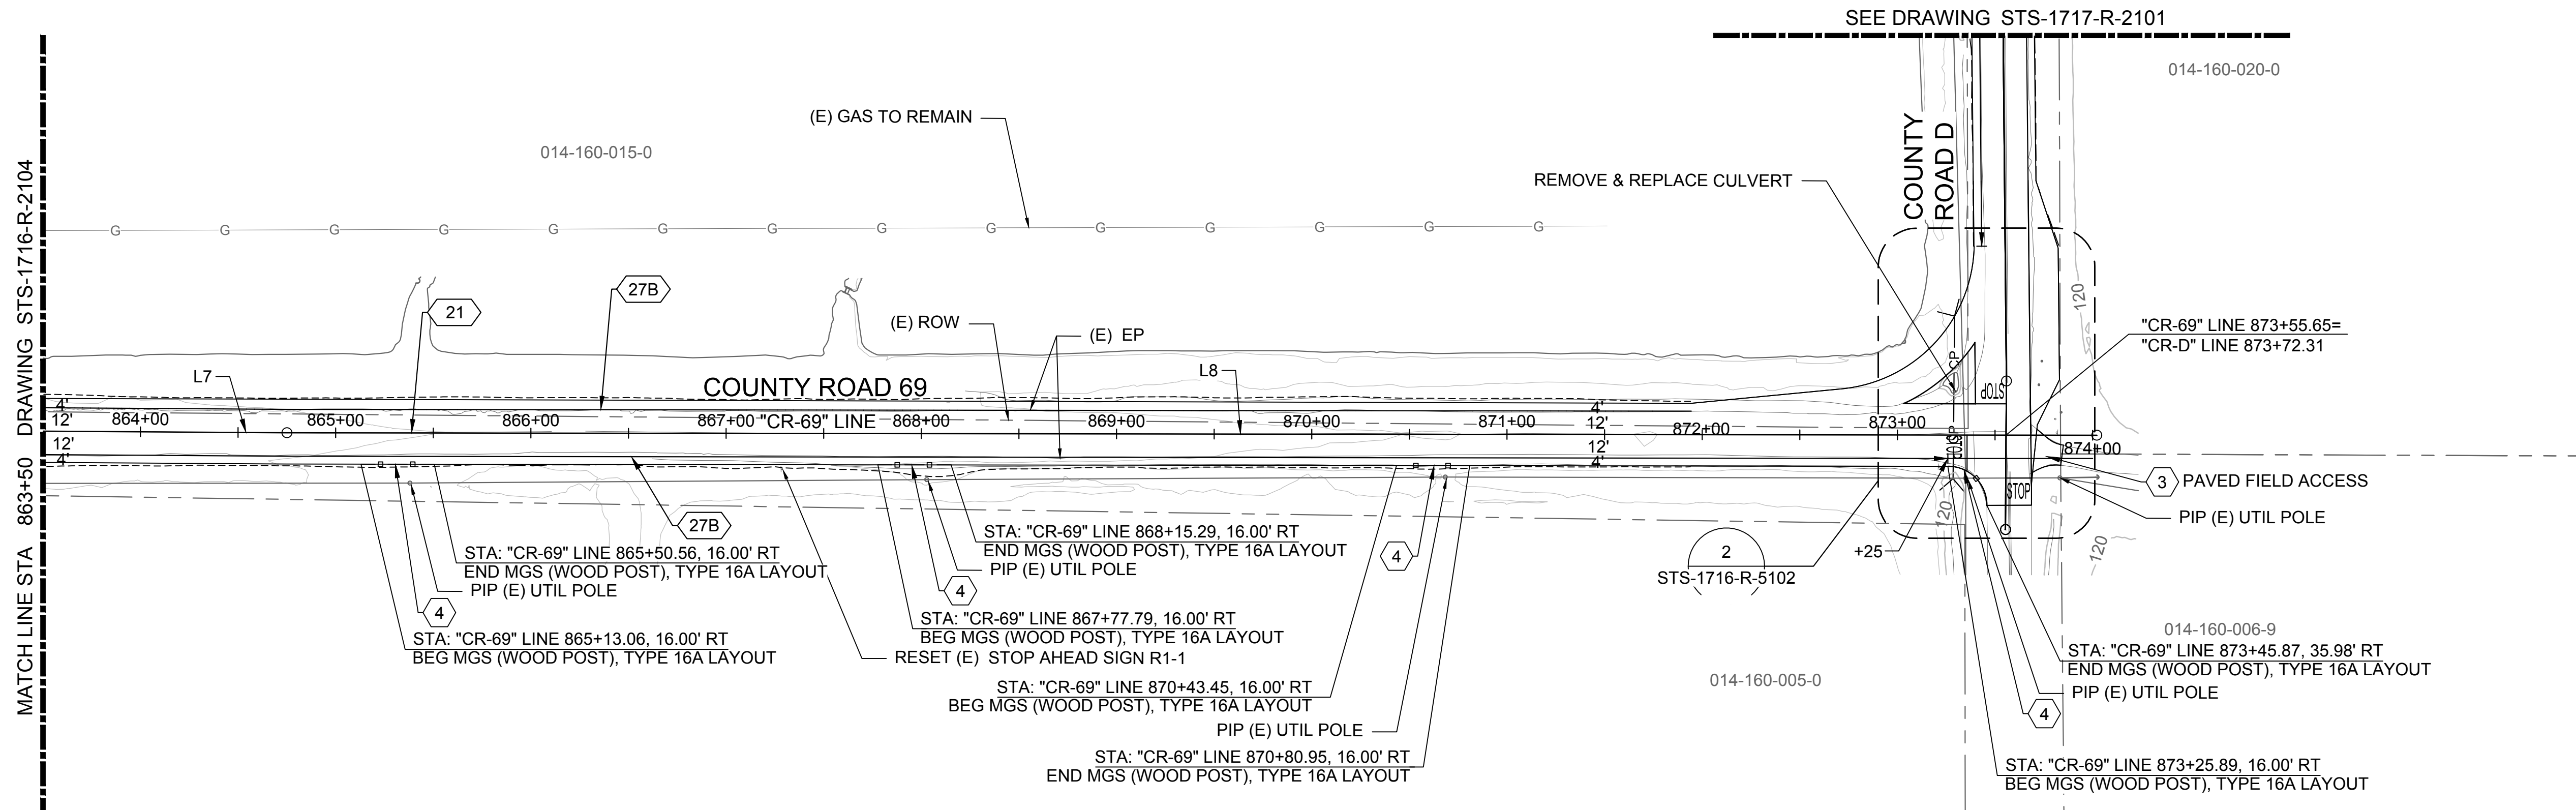 SEE DRAWING STS-1717-R-2101
014-160-020-0
MATCH LINE STA 863+50 DRAWING STS-1716-R-2104
(E) GAS TO REMAIN
014-160-015-0
REMOVE & REPLACE CULVERT
COUNTY
ROAD D
G G G G G G G G G G G G G G
27B
21
(E) ROW
(E) EP
120
"CR-69" LINE 873+55.65=
"CR-D" LINE 873+72.31
L7
COUNTY ROAD 69
L8
CP
STOP
4'
4'
12'
864+00
865+00
866+00
867+00
"CR-69" LINE
868+00
869+00
870+00
871+00
12'
872+00
873+00
12'
12'
CP
STOP
874+00
4'
4'
3
PAVED FIELD ACCESS
STOP
120
PIP (E) UTIL POLE
27B
STA: "CR-69" LINE 865+50.56, 16.00' RT
END MGS (WOOD POST), TYPE 16A LAYOUT
PIP (E) UTIL POLE
4
STA: "CR-69" LINE 865+13.06, 16.00' RT
BEG MGS (WOOD POST), TYPE 16A LAYOUT
STA: "CR-69" LINE 868+15.29, 16.00' RT
END MGS (WOOD POST), TYPE 16A LAYOUT
PIP (E) UTIL POLE
4
STA: "CR-69" LINE 867+77.79, 16.00' RT
BEG MGS (WOOD POST), TYPE 16A LAYOUT
RESET (E) STOP AHEAD SIGN R1-1
4
STA: "CR-69" LINE 870+43.45, 16.00' RT
BEG MGS (WOOD POST), TYPE 16A LAYOUT
PIP (E) UTIL POLE
STA: "CR-69" LINE 870+80.95, 16.00' RT
END MGS (WOOD POST), TYPE 16A LAYOUT
2
STS-1716-R-5102
+25
120
014-160-005-0
014-160-006-9
STA: "CR-69" LINE 873+45.87, 35.98' RT
END MGS (WOOD POST), TYPE 16A LAYOUT
PIP (E) UTIL POLE
4
STA: "CR-69" LINE 873+25.89, 16.00' RT
BEG MGS (WOOD POST), TYPE 16A LAYOUT